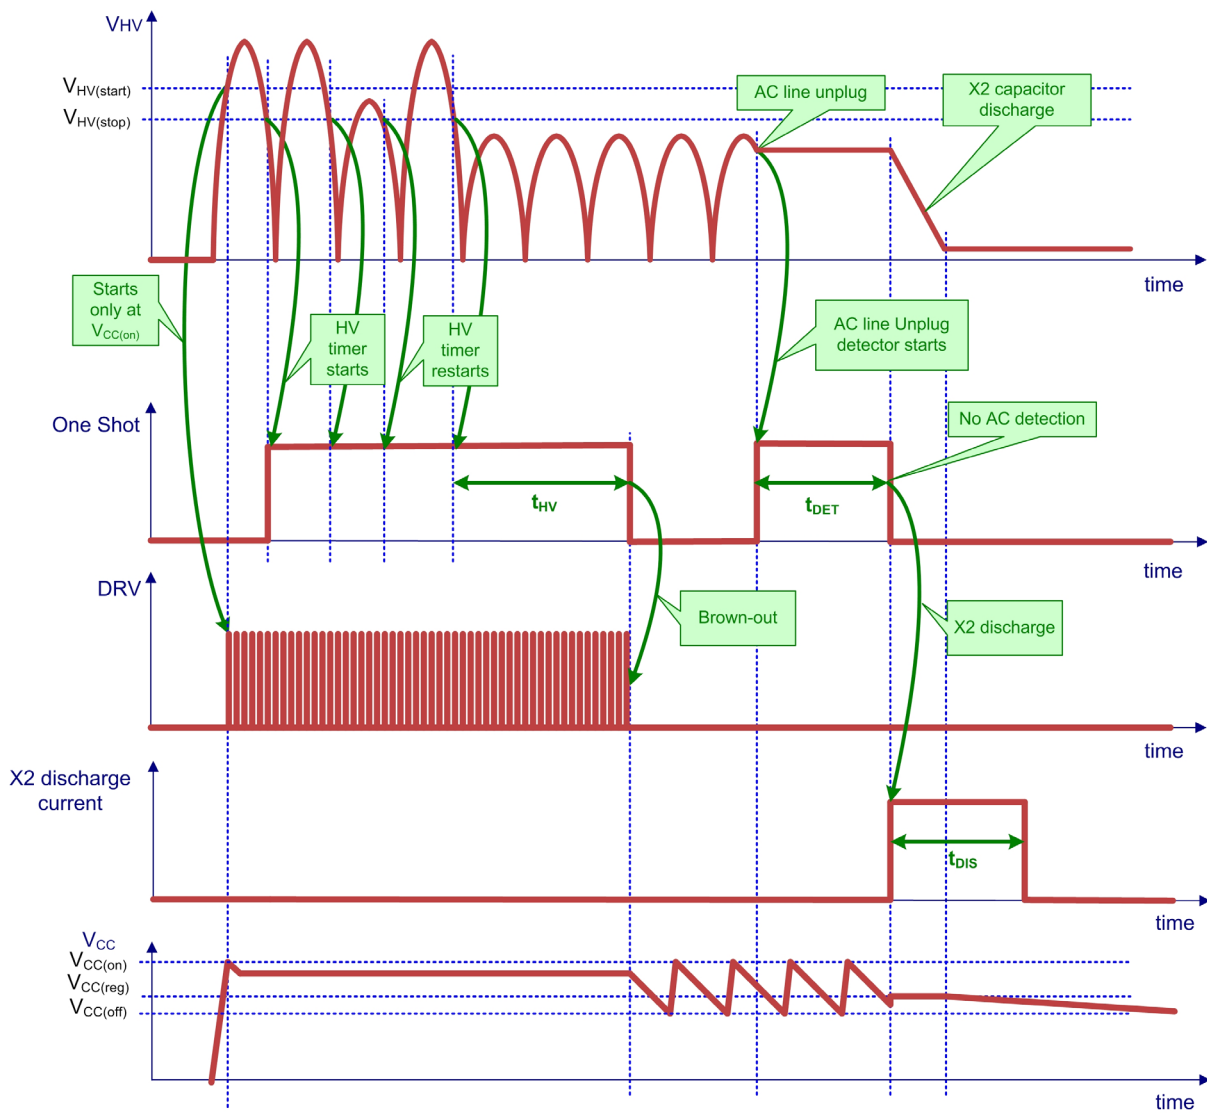 VHV
VHV(start)
VHV(stop)
AC line unplug
X2 capacitor
discharge
time
Starts
only at
VCC(on)
HV
timer
starts
HV
timer
restarts
AC line Unplug
detector starts
One Shot
No AC detection
tHV
tDET
time
DRV
Brown-out
X2 discharge
time
X2 discharge
current
tDIS
time
VCC
VCC(on)
VCC(reg)
VCC(off)
time